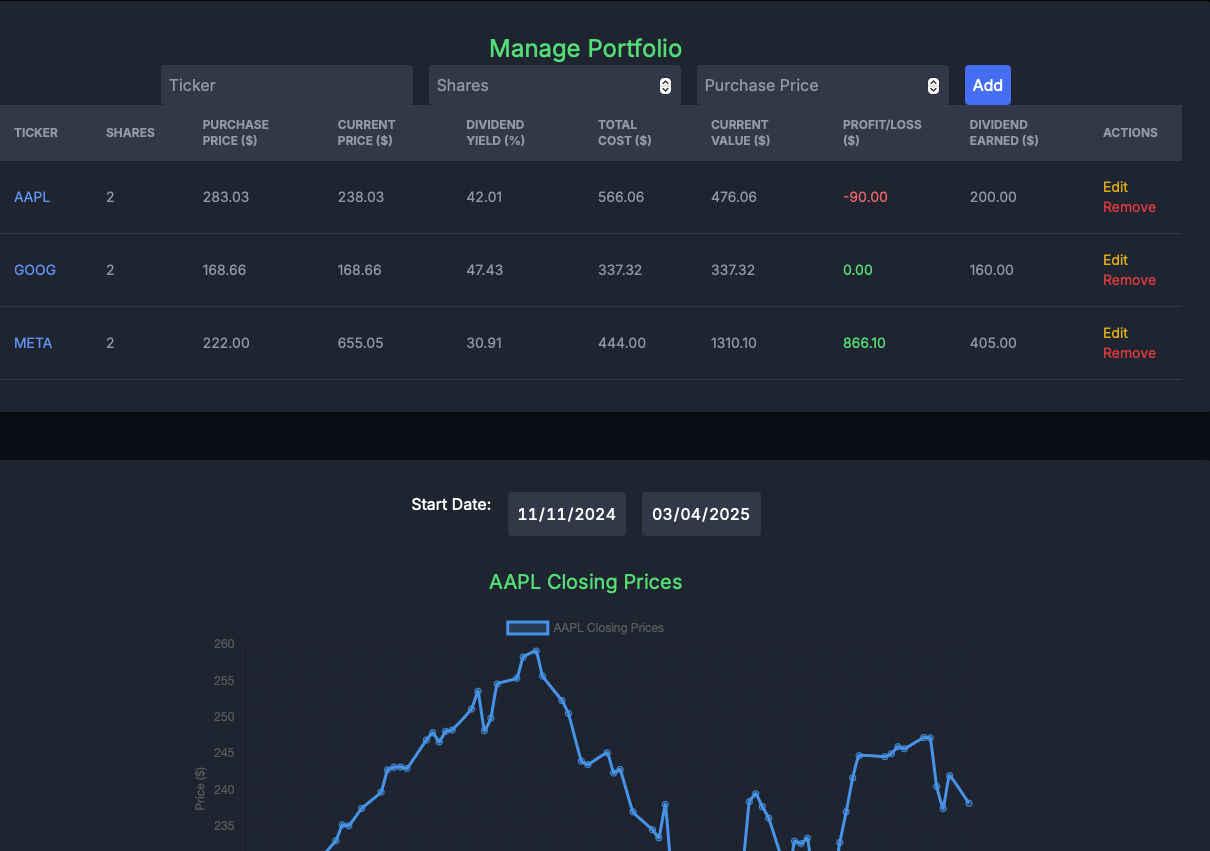 Manage Portfolio
Ticker Shares Purchase Price Add
TICKER SHARES PURCHASE PRICE ($) CURRENT PRICE ($) DIVIDEND YIELD (%) TOTAL COST ($) CURRENT VALUE ($) PROFIT/LOSS ($) DIVIDEND EARNED ($) ACTIONS
AAPL 2 283.03 238.03 42.01 566.06 476.06 -90.00 200.00 Edit
Remove
GOOG 2 168.66 168.66 47.43 337.32 337.32 0.00 160.00 Edit
Remove
META 2 222.00 655.05 30.91 444.00 1310.10 866.10 405.00 Edit
Remove
Start Date: 11/11/2024 03/04/2025
AAPL Closing Prices
AAPL Closing Prices
260
255
250
245
240
235
Price ($)